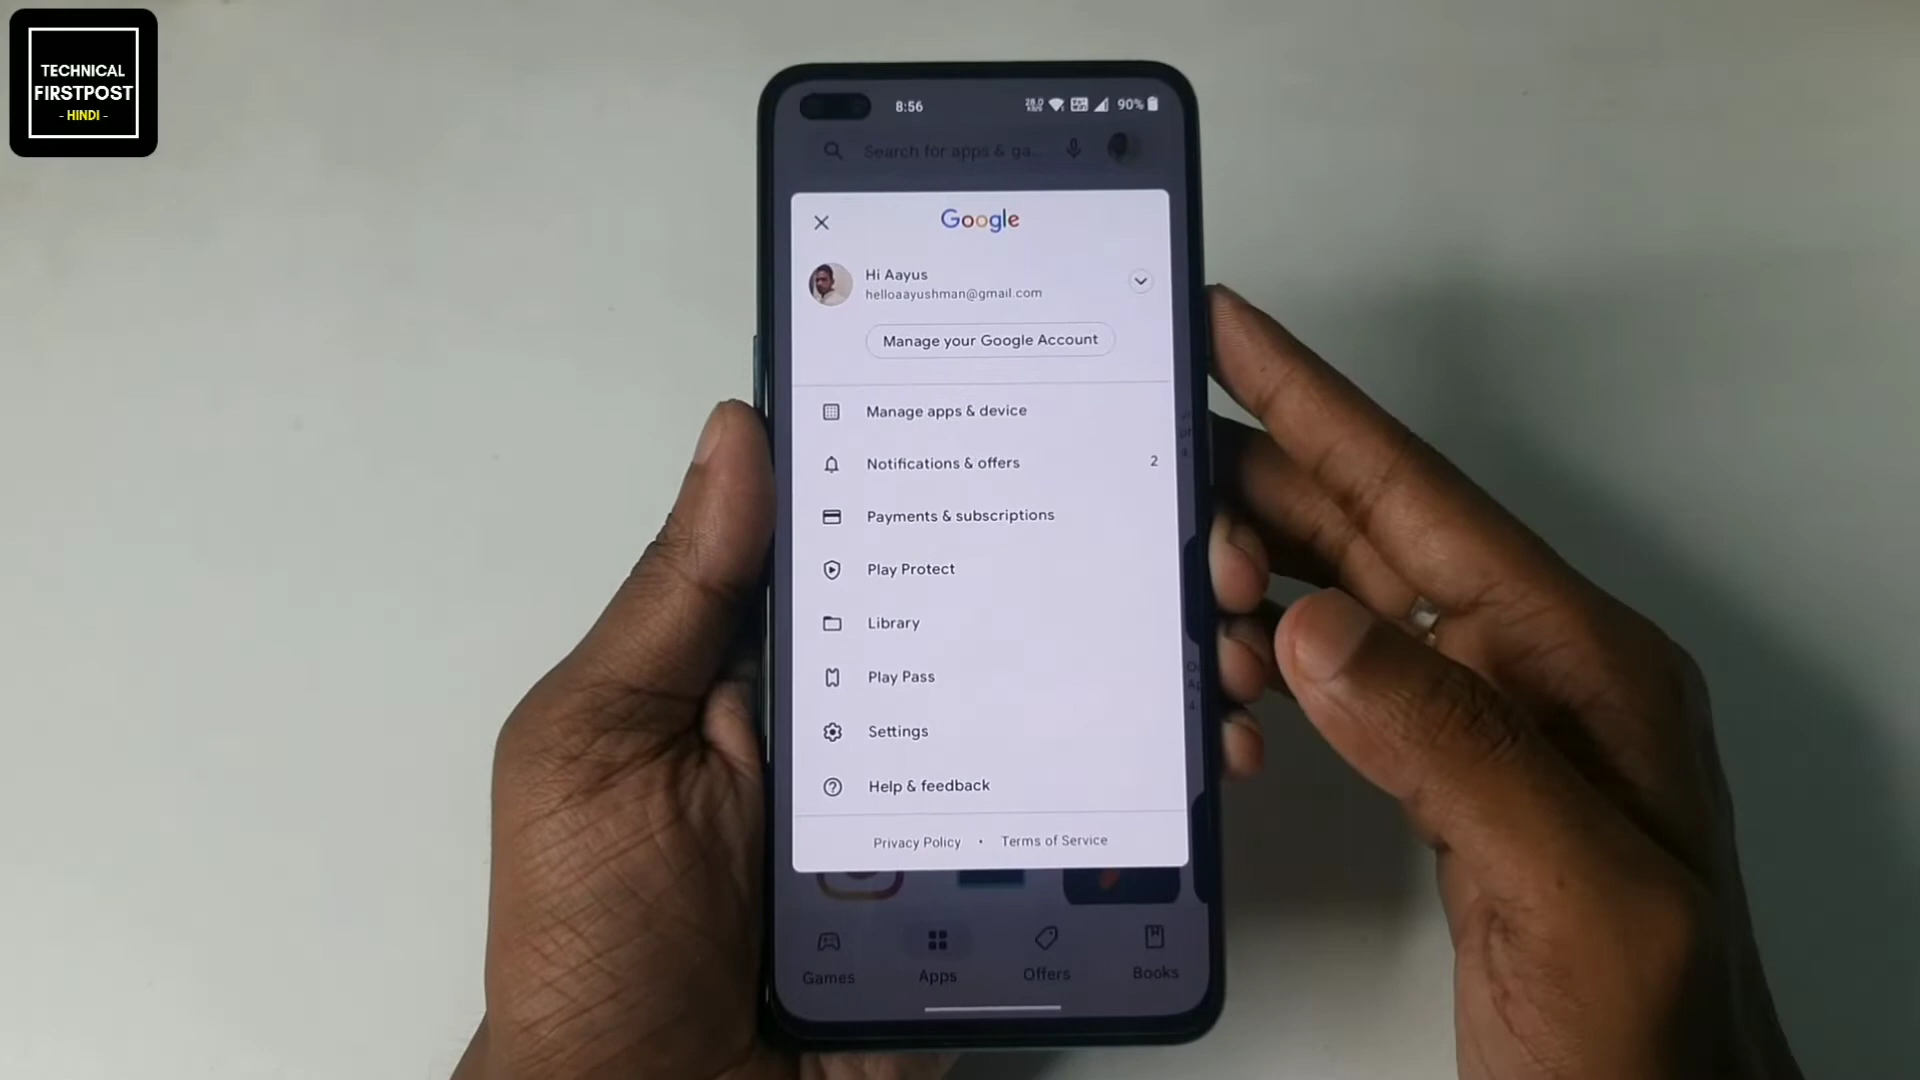 TECHNICAL
FIRSTPOST
- HINDI -
8:56
28.0
90%
Search for apps & ga...
Google
Hi Aayus
helloaayushman@gmail.com
Manage your Google Account
Manage apps & device
Notifications & offers 2
Payments & subscriptions
Play Protect
Library
Play Pass
Settings
Help & feedback
Privacy Policy • Terms of Service
Games Apps Offers Books